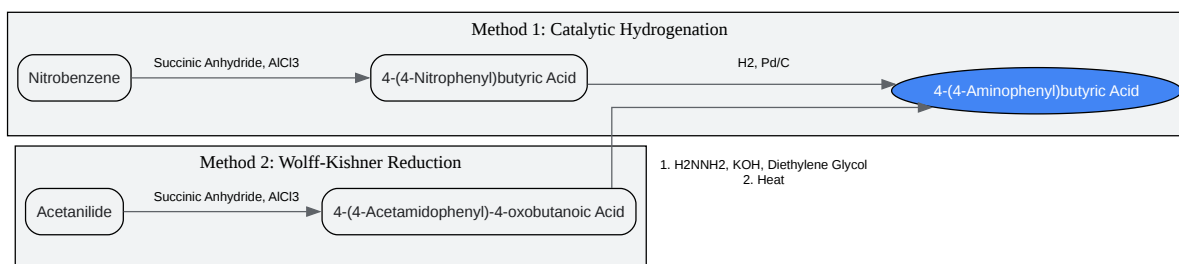 Method 1: Catalytic Hydrogenation
Nitrobenzene
Succinic Anhydride, AlCl3
4-(4-Nitrophenyl)butyric Acid
H2, Pd/C
4-(4-Aminophenyl)butyric Acid
Method 2: Wolff-Kishner Reduction
Acetanilide
Succinic Anhydride, AlCl3
4-(4-Acetamidophenyl)-4-oxobutanoic Acid
1. H2NNH2, KOH, Diethylene Glycol
2. Heat